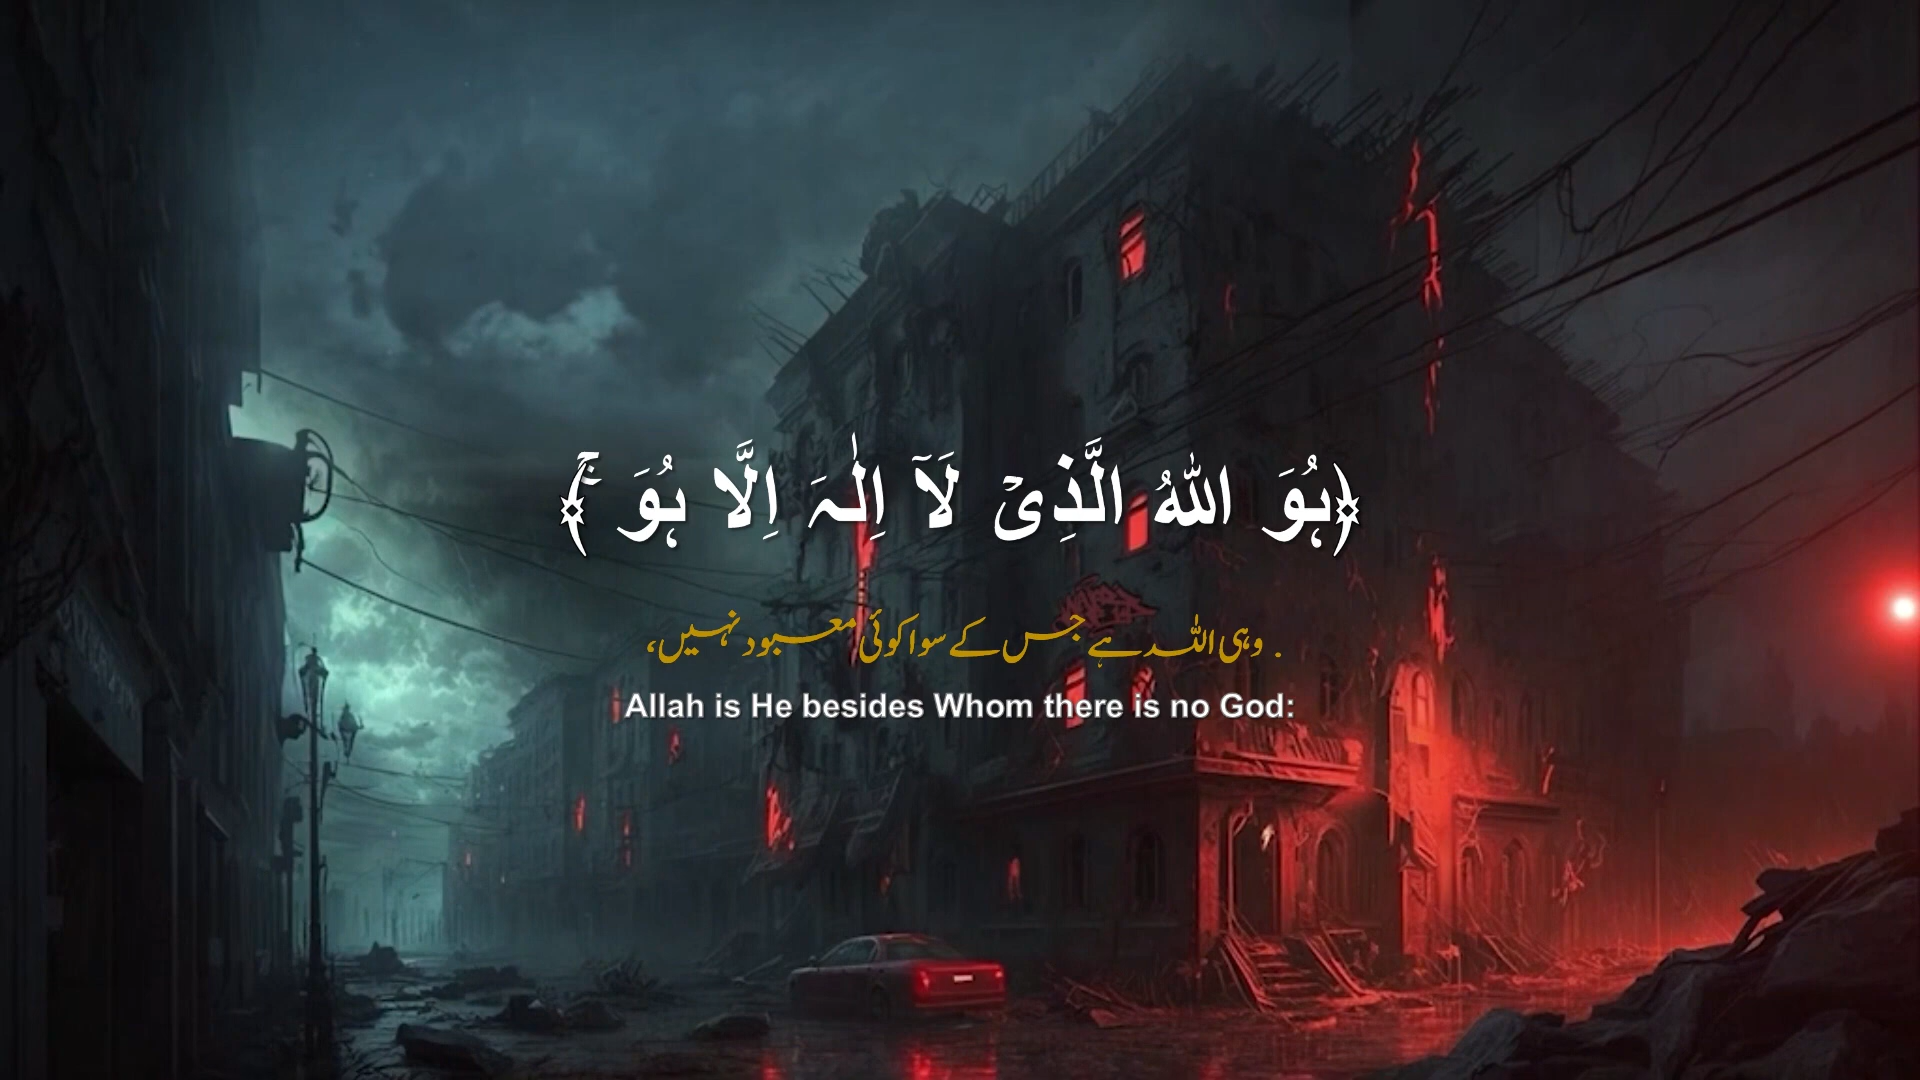 ﴿ہُوَ اللّٰہُ الَّذِیۡ لَاۤ اِلٰہَ اِلَّا ہُوَ ۚ﴾
. وہی اللہ ہے جس کے سوا کوئی معبود نہیں،
Allah is He besides Whom there is no God: